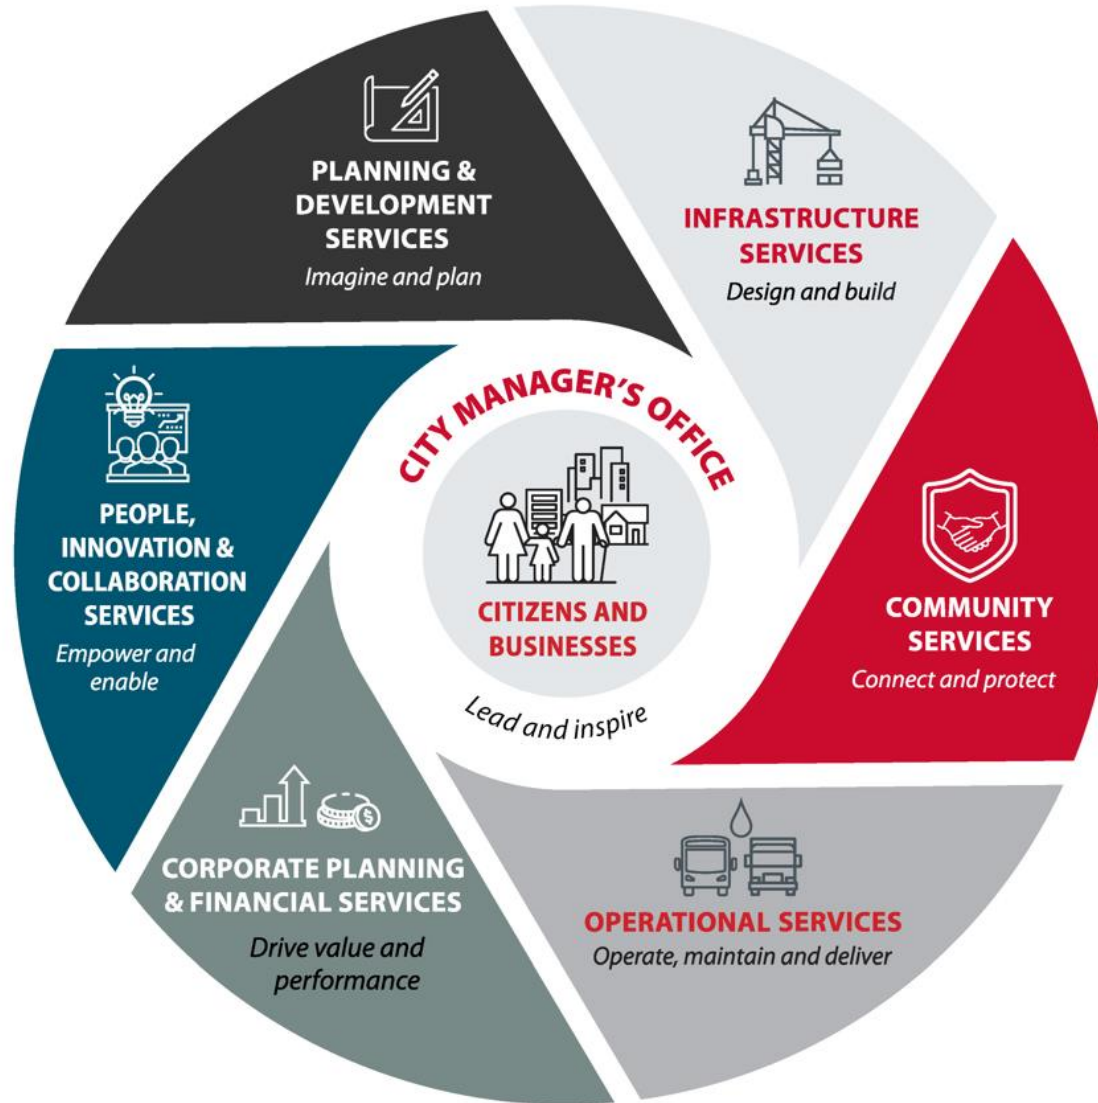 PLANNING &
DEVELOPMENT
SERVICES
Imagine and plan
INFRASTRUCTURE
SERVICES
Design and build
COMMUNITY
SERVICES
Connect and protect
OPERATIONAL SERVICES
Operate, maintain and deliver
CORPORATE PLANNING
& FINANCIAL SERVICES
Drive value and
performance
PEOPLE,
INNOVATION &
COLLABORATION
SERVICES
Empower and
enable
CITY MANAGER'S OFFICE
CITIZENS AND
BUSINESSES
Lead and inspire
$